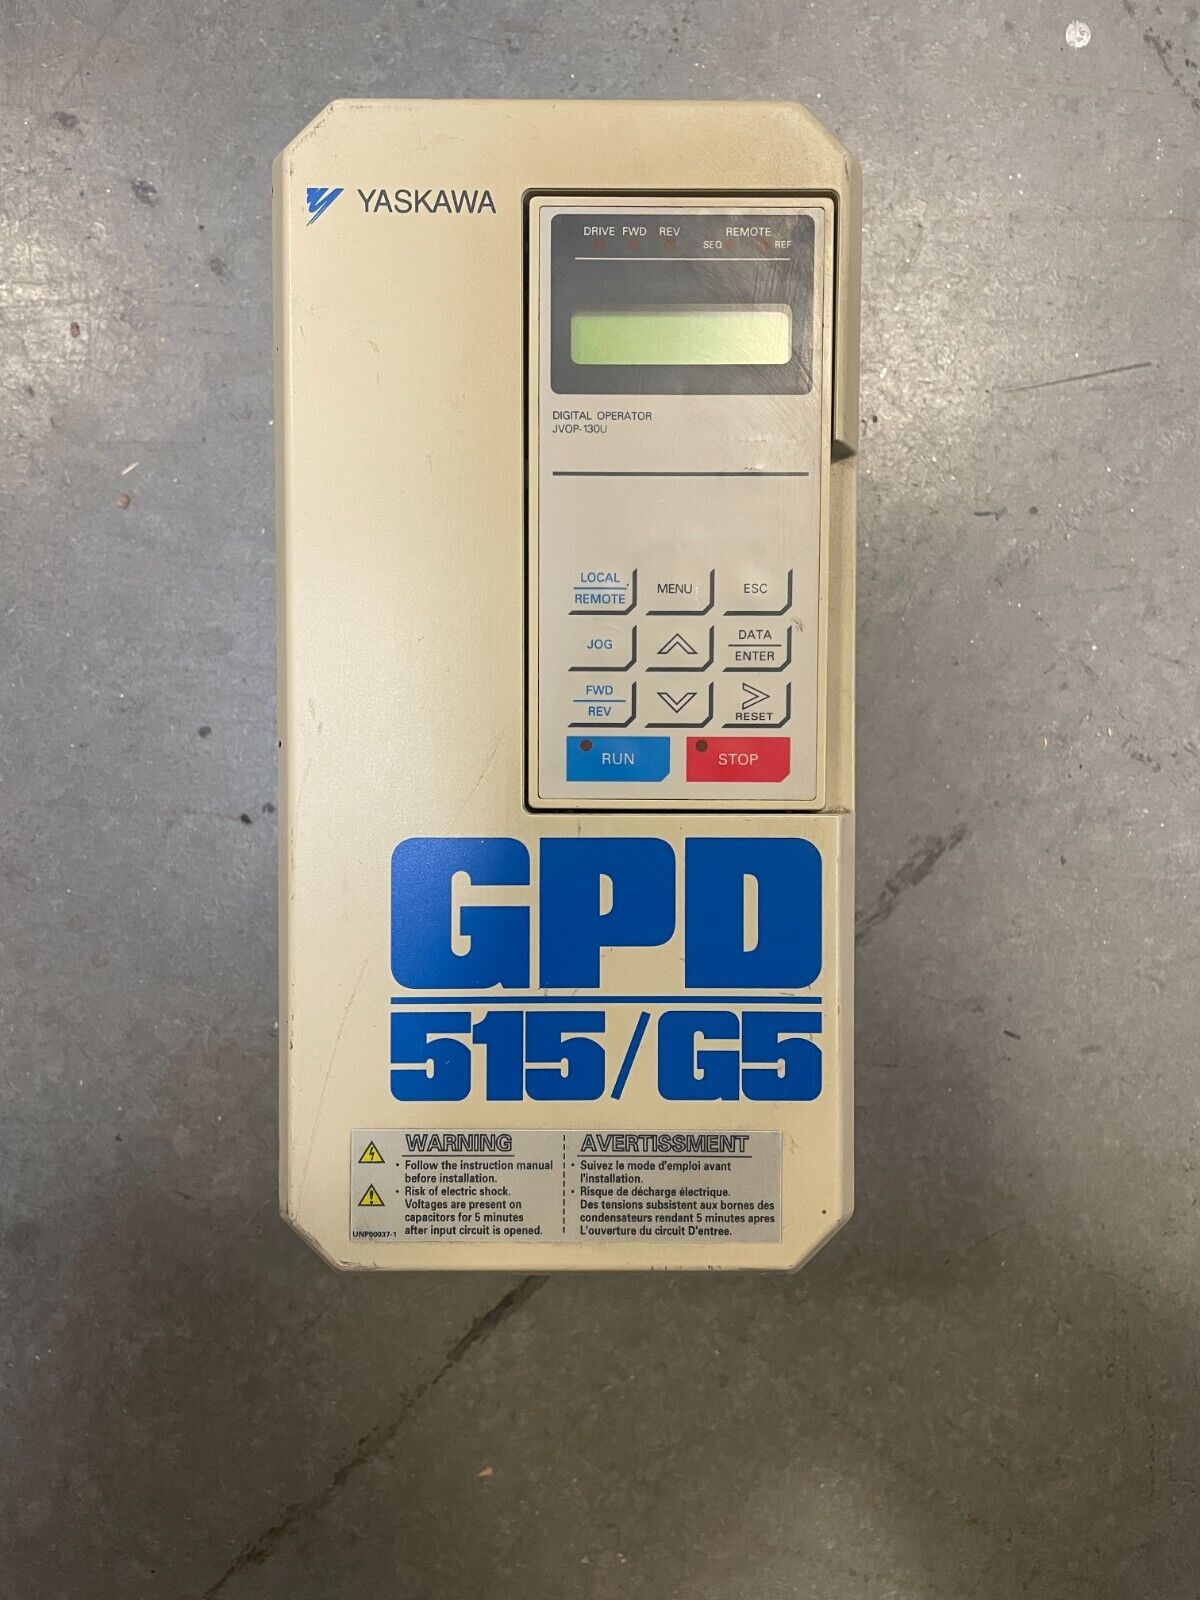 YASKAWA
DRIVE FWD REV REMOTE
SEQ REF
DIGITAL OPERATOR
JVOP-130U
LOCAL
REMOTE
MENU
ESC
JOG
DATA
ENTER
FWD
REV
RESET
RUN
STOP
GPD
515/G5
WARNING
• Follow the instruction manual
before installation.
• Risk of electric shock.
Voltages are present on
capacitors for 5 minutes
after input circuit is opened.
UNP90037-1
AVERTISSMENT
• Suivez le mode d'emploi avant
l'installation.
• Risque de décharge électrique.
Des tensions subsistent aux bornes des
condensateurs rendant 5 minutes apres
L'ouverture du circuit D'entree.